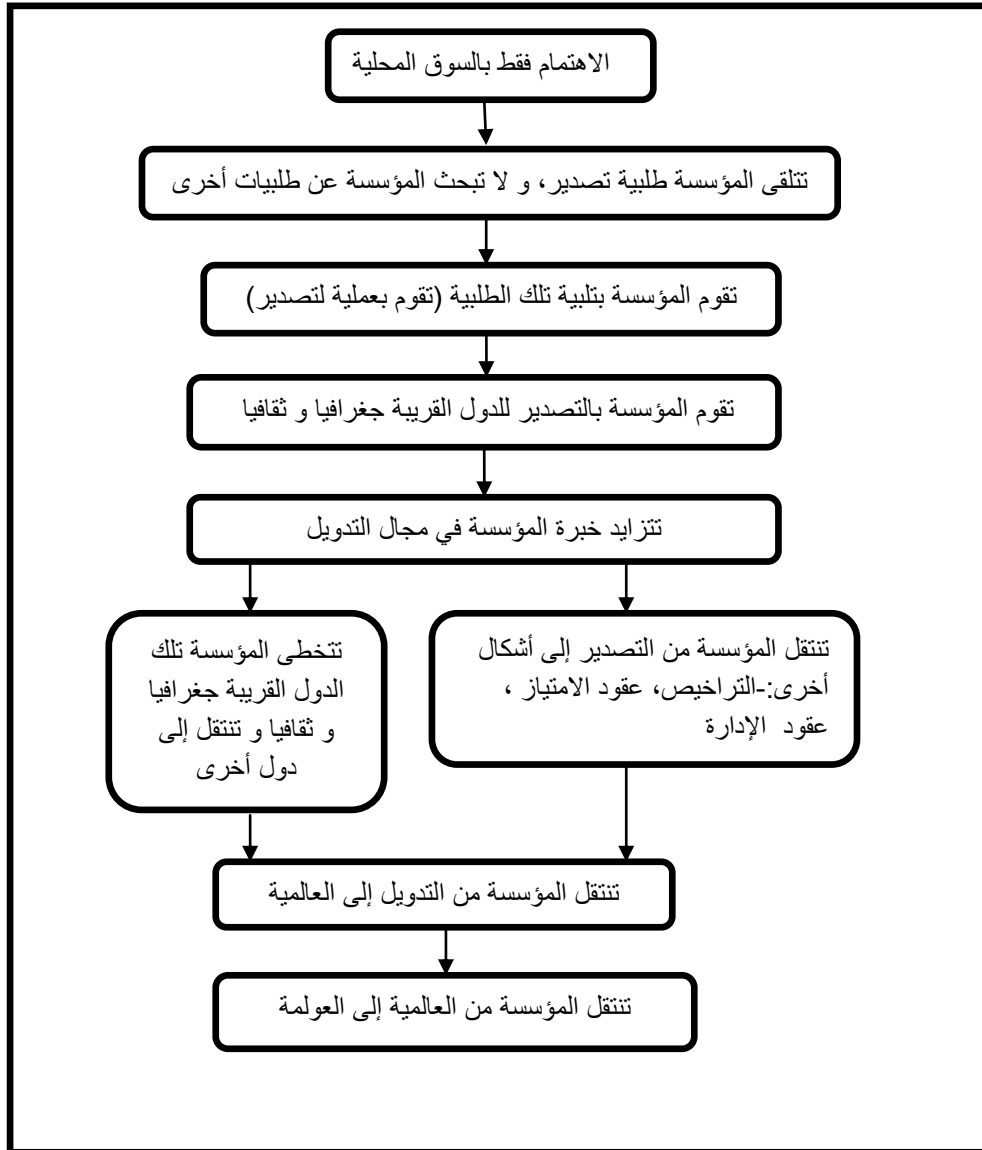 الاهتمام فقط بالسوق المحلية
تتلقى المؤسسة طلبية تصدير، و لا تبحث المؤسسة عن طلبيات أخرى
تقوم المؤسسة بتلبية تلك الطلبية (تقوم بعملية لتصدير)
تقوم المؤسسة بالتصدير للدول القريبة جغرافيا و ثقافيا
تتزايد خبرة المؤسسة في مجال التدويل
تنتقل المؤسسة من التصدير إلى أشكال
أخرى:-التراخيص، عقود الامتياز ،
عقود الإدارة
تتخطى المؤسسة تلك
الدول القريبة جغرافيا
و ثقافيا و تنتقل إلى
دول أخرى
تنتقل المؤسسة من التدويل إلى العالمية
تنتقل المؤسسة من العالمية إلى العولمة